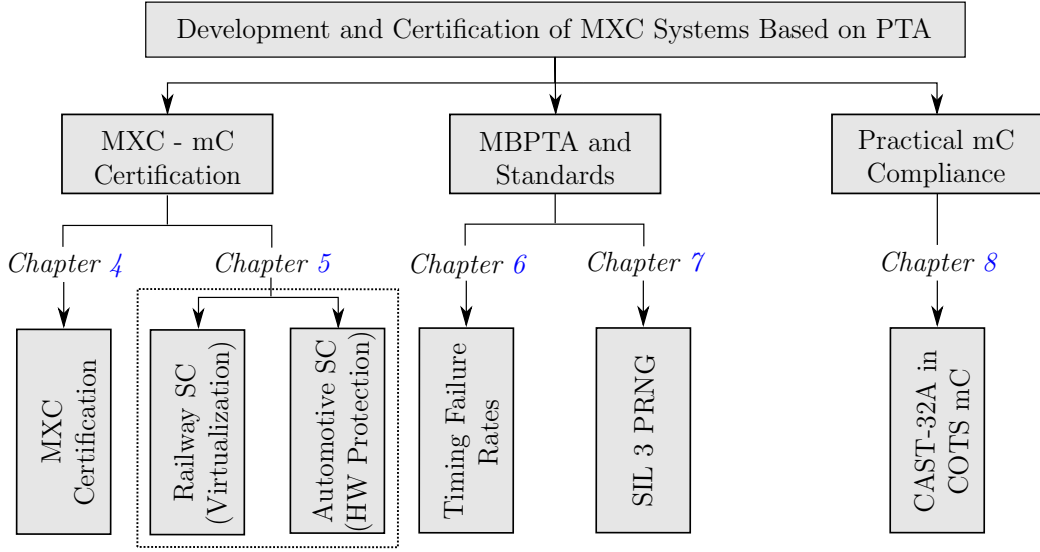 Development and Certification of MXC Systems Based on PTA
MXC - mC
Certification
MBPTA and
Standards
Practical mC
Compliance
Chapter 4
Chapter 5
Chapter 6
Chapter 7
Chapter 8
MXC
Certification
Railway SC
(Virtualization)
Automotive SC
(HW Protection)
Timing Failure
Rates
SIL 3 PRNG
CAST-32A in
COTS mC